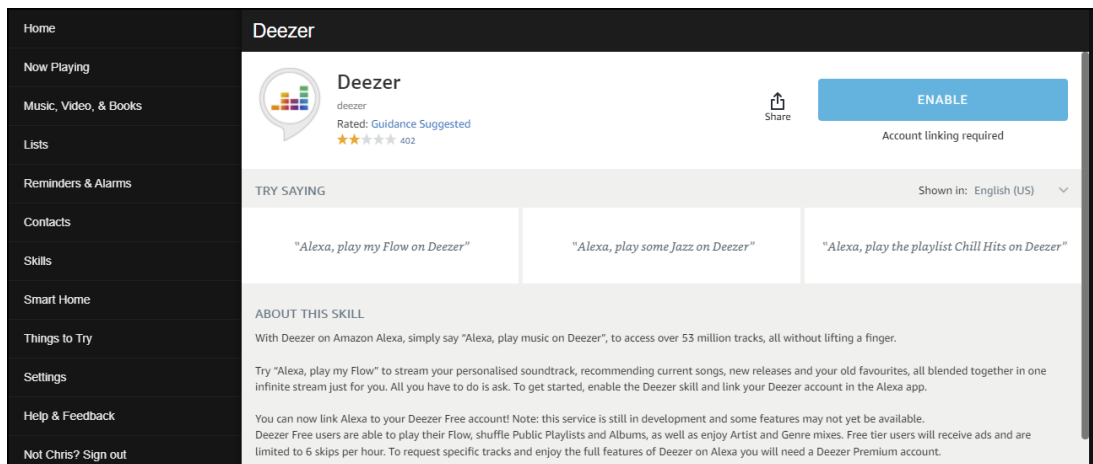 Home
Now Playing
Music, Video, & Books
Lists
Reminders & Alarms
Contacts
Skills
Smart Home
Things to Try
Settings
Help & Feedback
Not Chris? Sign out
Deezer
Deezer
deezer
Rated: Guidance Suggested
402
Share
ENABLE
Account linking required
TRY SAYING
Shown in: English (US)
"Alexa, play my Flow on Deezer"
"Alexa, play some Jazz on Deezer"
"Alexa, play the playlist Chill Hits on Deezer"
ABOUT THIS SKILL
With Deezer on Amazon Alexa, simply say "Alexa, play music on Deezer", to access over 53 million tracks, all without lifting a finger.
Try "Alexa, play my Flow" to stream your personalised soundtrack, recommending current songs, new releases and your old favourites, all blended together in one
infinite stream just for you. All you have to do is ask. To get started, enable the Deezer skill and link your Deezer account in the Alexa app.
You can now link Alexa to your Deezer Free account! Note: this service is still in development and some features may not yet be available.
Deezer Free users are able to play their Flow, shuffle Public Playlists and Albums, as well as enjoy Artist and Genre mixes. Free tier users will receive ads and are
limited to 6 skips per hour. To request specific tracks and enjoy the full features of Deezer on Alexa you will need a Deezer Premium account.